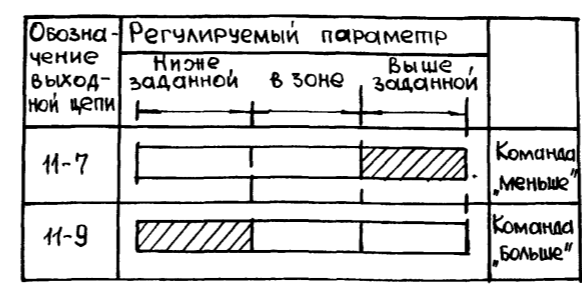 Обозна-
чение
выход-
ной цепи
Регулируемый параметр
Ниже
заданной
в зоне
Выше
заданной
11-7
Команда
„меньше"
11-9
Команда
„больше"